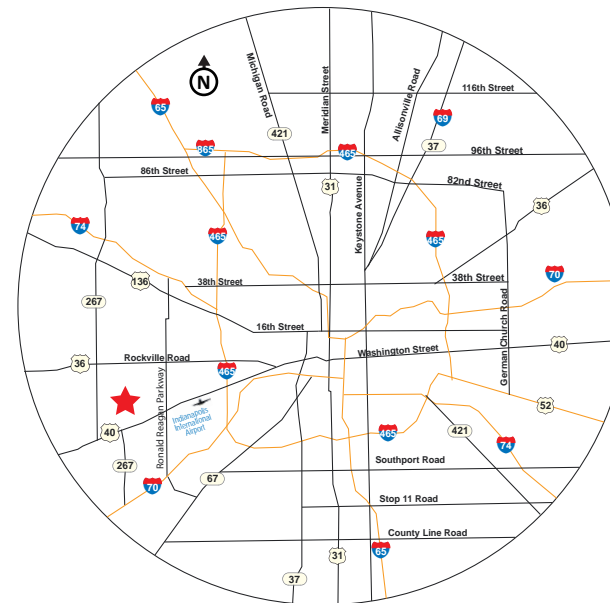 N
Michigan Road
Meridian Street
Allisonville Road
116th Street
65
69
421
37
865
465
96th Street
86th Street
82nd Street
31
36
Keystone Avenue
74
465
465
70
136
38th Street
38th Street
267
German Church Road
16th Street
Washington Street
40
36
Rockville Road
465
Ronald Reagan Parkway
Indianapolis
International
Airport
52
40
465
421
74
267
Southport Road
67
70
Stop 11 Road
County Line Road
31
65
37